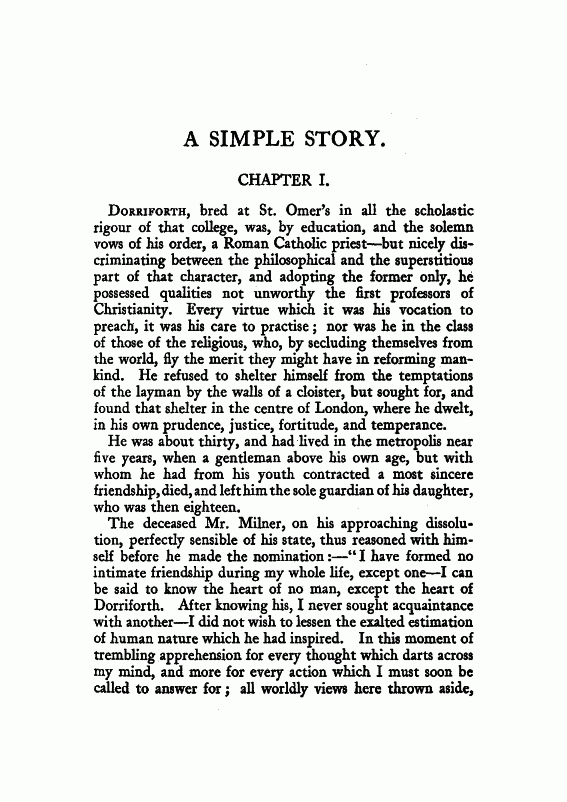 A SIMPLE STORY.
CHAPTER I.
DORRIFORTH, bred at St. Omer's in all the scholastic
rigour of that college, was, by education, and the solemn
vows of his order, a Roman Catholic priest—but nicely dis-
criminating between the philosophical and the superstitious
part of that character, and adopting the former only, he
possessed qualities not unworthy the first professors of
Christianity. Every virtue which it was his vocation to
preach, it was his care to practise; nor was he in the class
of those of the religious, who, by secluding themselves from
the world, fly the merit they might have in reforming man-
kind. He refused to shelter himself from the temptations
of the layman by the walls of a cloister, but sought for, and
found that shelter in the centre of London, where he dwelt,
in his own prudence, justice, fortitude, and temperance.
He was about thirty, and had lived in the metropolis near
five years, when a gentleman above his own age, but with
whom he had from his youth contracted a most sincere
friendship, died, and left him the sole guardian of his daughter,
who was then eighteen.
The deceased Mr. Milner, on his approaching dissolu-
tion, perfectly sensible of his state, thus reasoned with him-
self before he made the nomination:—"I have formed no
intimate friendship during my whole life, except one—I can
be said to know the heart of no man, except the heart of
Dorriforth. After knowing his, I never sought acquaintance
with another—I did not wish to lessen the exalted estimation
of human nature which he had inspired. In this moment of
trembling apprehension for every thought which darts across
my mind, and more for every action which I must soon be
called to answer for; all worldly views here thrown aside,